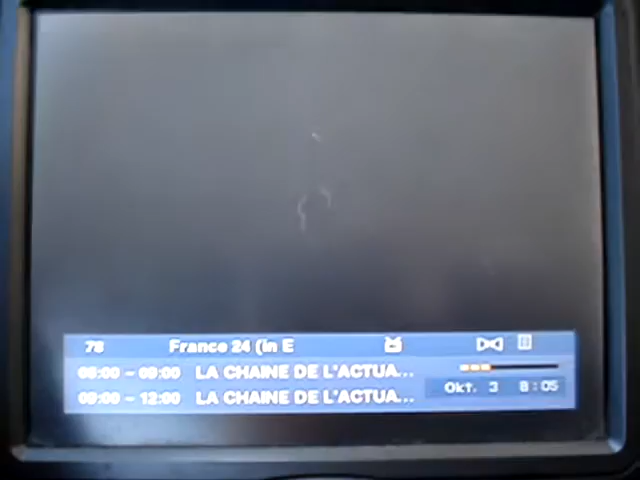 78 France 24 (In E
06:00 - 09:00 LA CHAINE DE L'ACTUA...
09:00 - 12:00 LA CHAINE DE L'ACTUA...
Okt. 3 8:05